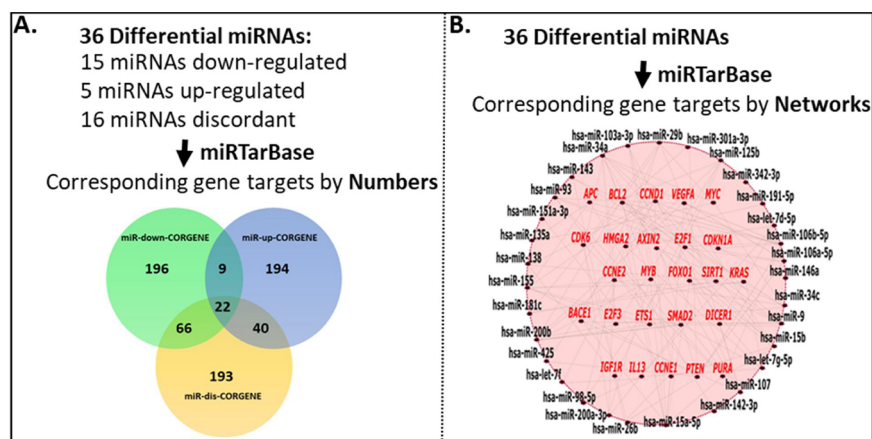 A.
36 Differential miRNAs:
15 miRNAs down-regulated
5 miRNAs up-regulated
16 miRNAs discordant
miRTarBase
Corresponding gene targets by Numbers
miR-down-CORGENE
miR-up-CORGENE
196
9
194
22
66
40
193
miR-dis-CORGENE
B.
36 Differential miRNAs
miRTarBase
Corresponding gene targets by Networks
hsa-miR-29b
hsa-miR-103a-3p
hsa-miR-301a-3p
hsa-miR-34a
hsa-miR-125b
hsa-miR-143
hsa-miR-342-3p
hsa-miR-93
hsa-miR-191-5p
hsa-miR-151a-3p
hsa-let-7d-5p
hsa-miR-135a
hsa-miR-106b-5p
hsa-miR-106a-5p
hsa-miR-138
hsa-miR-146a
hsa-miR-155
hsa-miR-34c
hsa-miR-181c
hsa-miR-9
hsa-miR-200b
hsa-miR-15b
hsa-miR-425
hsa-let-7g-5p
hsa-let-7f
hsa-miR-107
hsa-miR-98-5p
hsa-miR-142-3p
hsa-miR-200a-3p
hsa-miR-15a-5p
hsa-miR-26b
APC BCL2 CCND1 VEGFA MYC
CDK6 HMGA2 AXIN2 E2F1 CDKN1A
CCNE2 MYB FOXO1 SIRT1 KRAS
BACE1 E2F3 ETS1 SMAD2 DICER1
IGF1R IL13 CCNE1 PTEN PURA